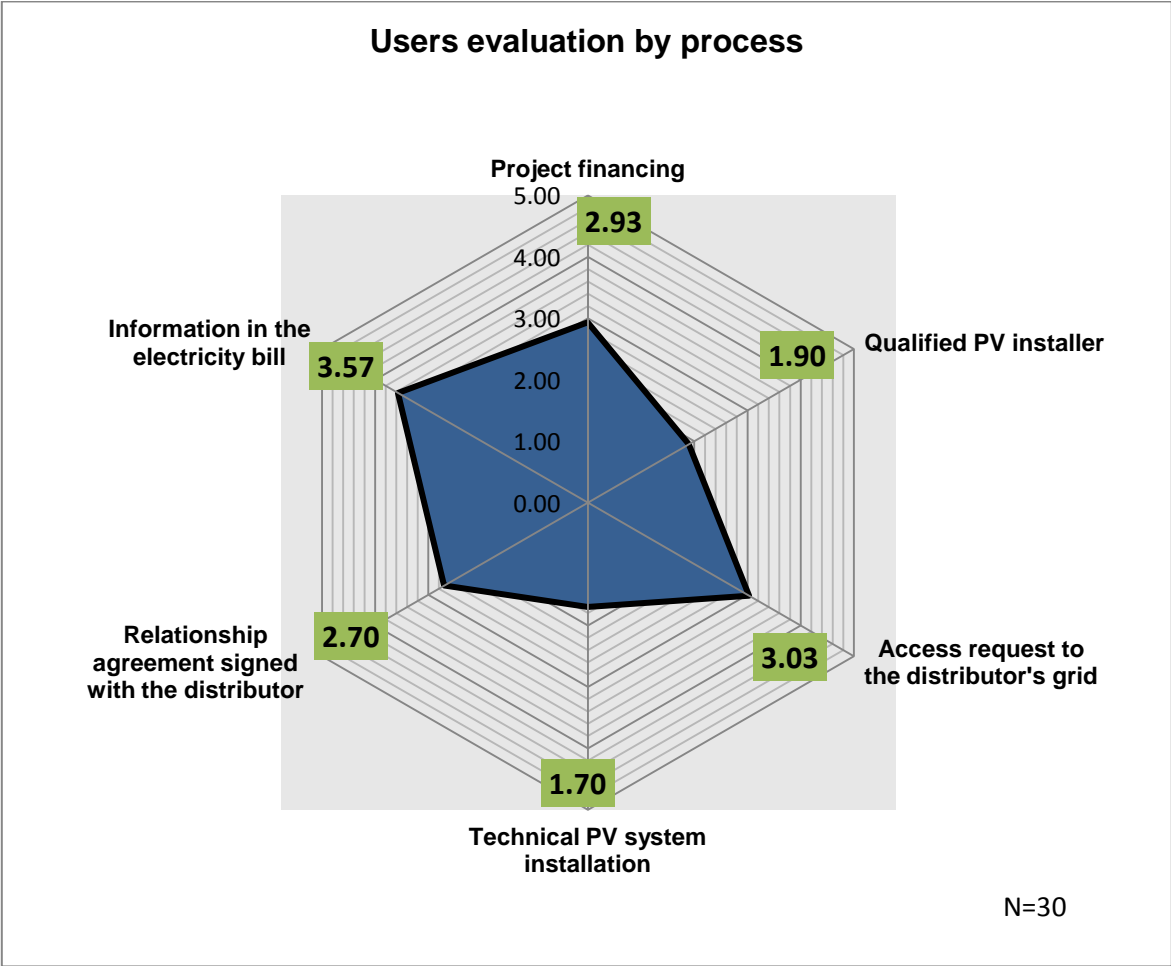 Users evaluation by process
Project financing
5.00
2.93
4.00
3.00
2.00
1.00
0.00
Information in the
electricity bill
3.57
1.90
Qualified PV installer
Relationship
agreement signed
with the distributor
2.70
3.03
Access request to
the distributor's grid
1.70
Technical PV system
installation
N=30